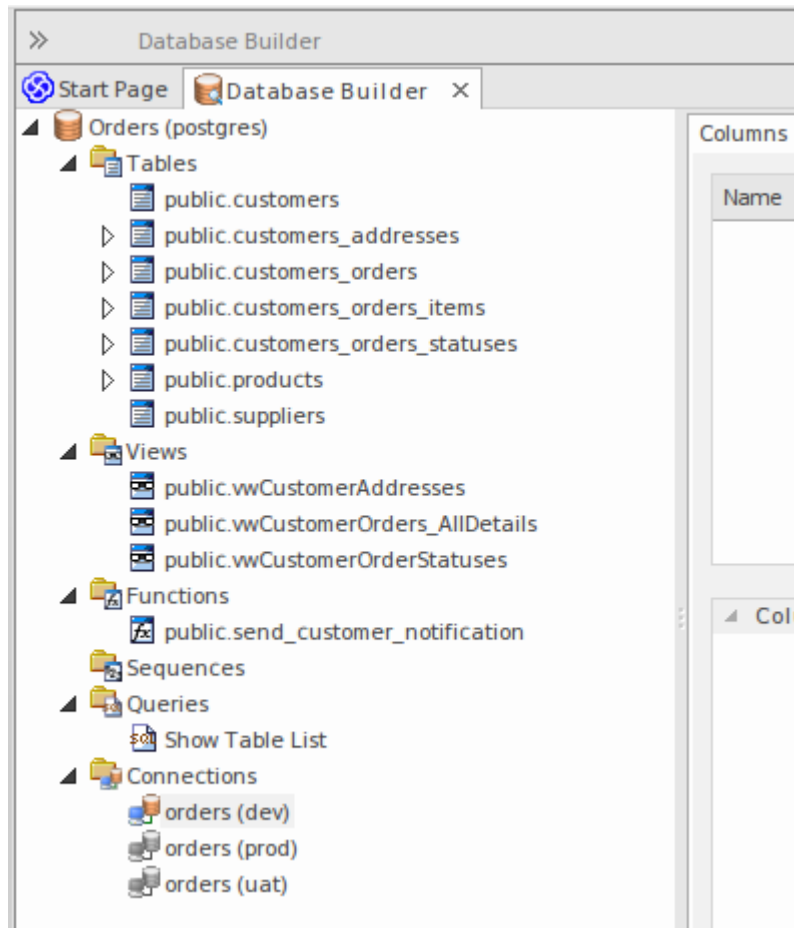 Database Builder
Start Page
Database Builder
Orders (postgres)
Columns
Tables
Name
public.customers
public.customers_addresses
public.customers_orders
public.customers_orders_items
public.customers_orders_statuses
public.products
public.suppliers
Views
public.vwCustomerAddresses
public.vwCustomerOrders_AllDetails
public.vwCustomerOrderStatuses
Functions
Col
public.send_customer_notification
Sequences
Queries
Show Table List
Connections
orders (dev)
orders (prod)
orders (uat)